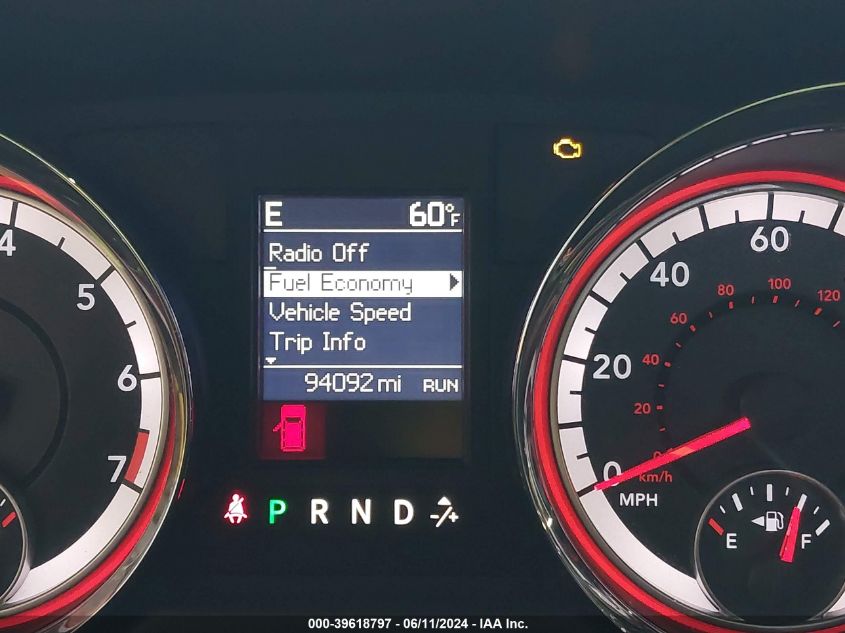 E 60°F
Radio Off
Fuel Economy
Vehicle Speed
Trip Info
94092 mi RUN
P R N D -/+
4
5
6
7
0
20
40
60
MPH
0
20
40
60
80
100
120
km/h
E F
000-39618797 - 06/11/2024 - IAA Inc.